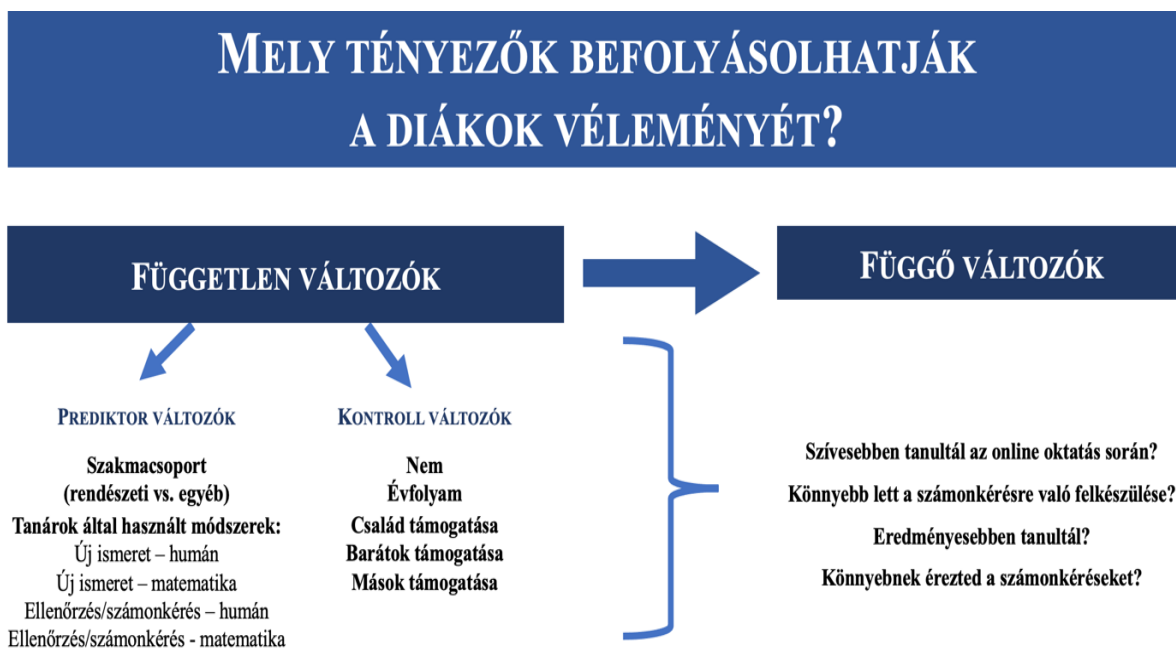 MELY TÉNYEZŐK BEFOLYÁSOLHATJÁK
A DIÁKOK VÉLEMÉNYÉT?
FÜGGETLEN VÁLTOZÓK
FÜGGŐ VÁLTOZÓK
PREDIKTOR VÁLTOZÓK
Szakmacsoport
(rendészeti vs. egyéb)
Tanárok által használt módszerek:
Új ismeret – humán
Új ismeret – matematika
Ellenőrzés/számonkérés – humán
Ellenőrzés/számonkérés - matematika
KONTROLL VÁLTOZÓK
Nem
Évfolyam
Család támogatása
Barátok támogatása
Mások támogatása
Szívesebben tanultál az online oktatás során?
Könnyebb lett a számonkérésre való felkészülése?
Eredményesebben tanultál?
Könnyebnek érezted a számonkéréseket?